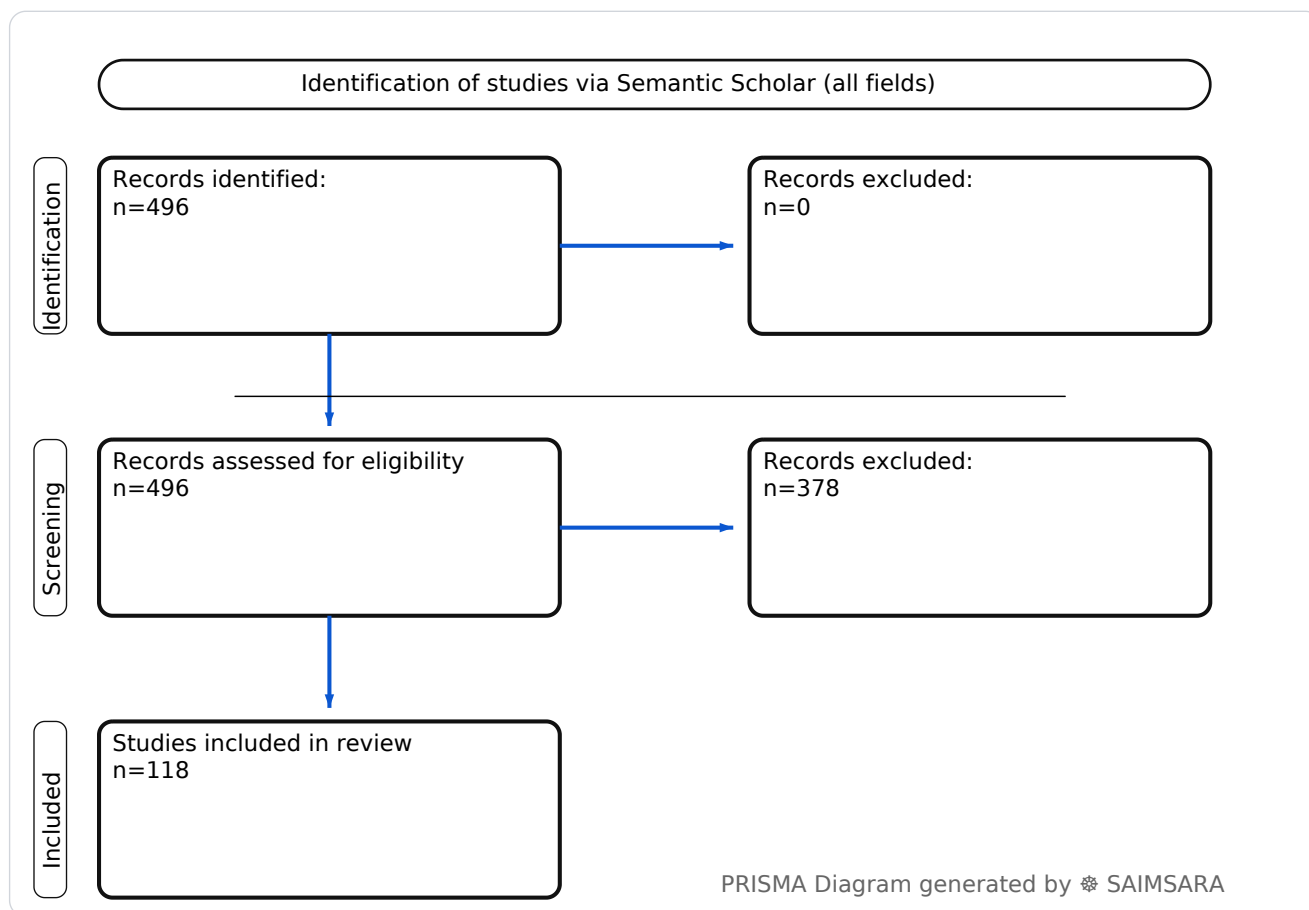 Identification of studies via Semantic Scholar (all fields)
Identification
Records identified:
n=496
Records excluded:
n=0
Screening
Records assessed for eligibility
n=496
Records excluded:
n=378
Included
Studies included in review
n=118
PRISMA Diagram generated by ☸ SAIMSARA